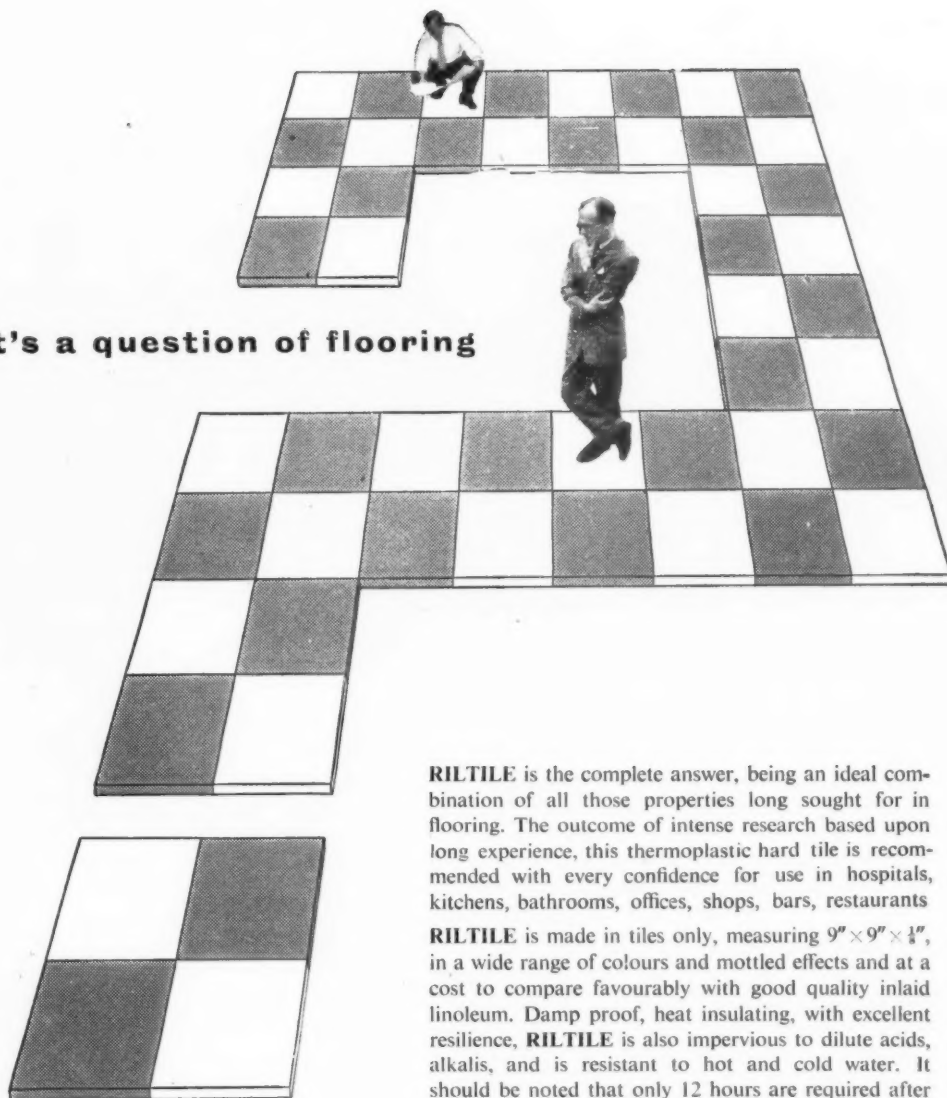 t's a question of flooring
RILTILE is the complete answer, being an ideal com-
bination of all those properties long sought for in
flooring. The outcome of intense research based upon
long experience, this thermoplastic hard tile is recom-
mended with every confidence for use in hospitals,
kitchens, bathrooms, offices, shops, bars, restaurants
RILTILE is made in tiles only, measuring 9″×9″×⅛″,
in a wide range of colours and mottled effects and at a
cost to compare favourably with good quality inlaid
linoleum. Damp proof, heat insulating, with excellent
resilience, RILTILE is also impervious to dilute acids,
alkalis, and is resistant to hot and cold water. It
should be noted that only 12 hours are required after